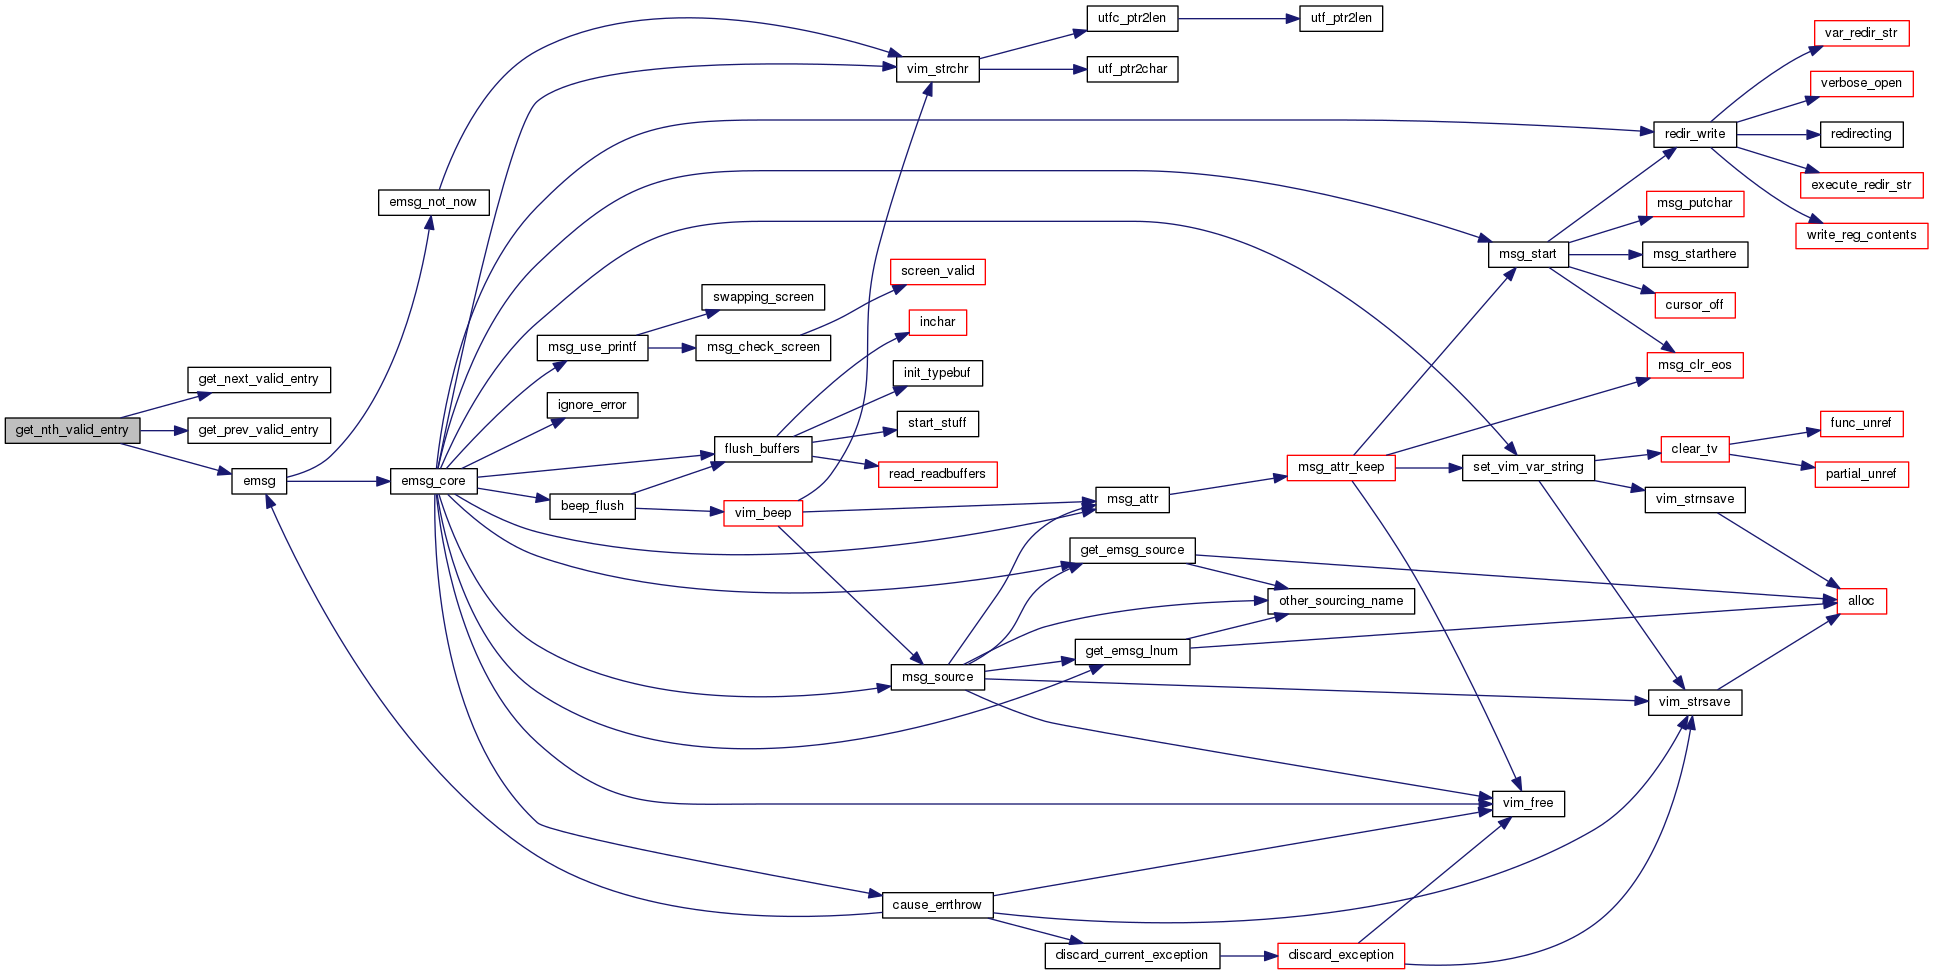 utfc_ptr2len
utf_ptr2len
var_redir_str
vim_strchr
utf_ptr2char
verbose_open
redir_write
redirecting
execute_redir_str
emsg_not_now
msg_putchar
write_reg_contents
msg_start
msg_starthere
screen_valid
swapping_screen
cursor_off
inchar
msg_use_printf
msg_check_screen
msg_clr_eos
get_next_valid_entry
init_typebuf
ignore_error
get_nth_valid_entry
get_prev_valid_entry
start_stuff
func_unref
flush_buffers
clear_tv
emsg
emsg_core
read_readbuffers
msg_attr_keep
set_vim_var_string
partial_unref
beep_flush
vim_beep
msg_attr
vim_strnsave
get_emsg_source
other_sourcing_name
alloc
get_emsg_lnum
msg_source
vim_strsave
vim_free
cause_errthrow
discard_current_exception
discard_exception